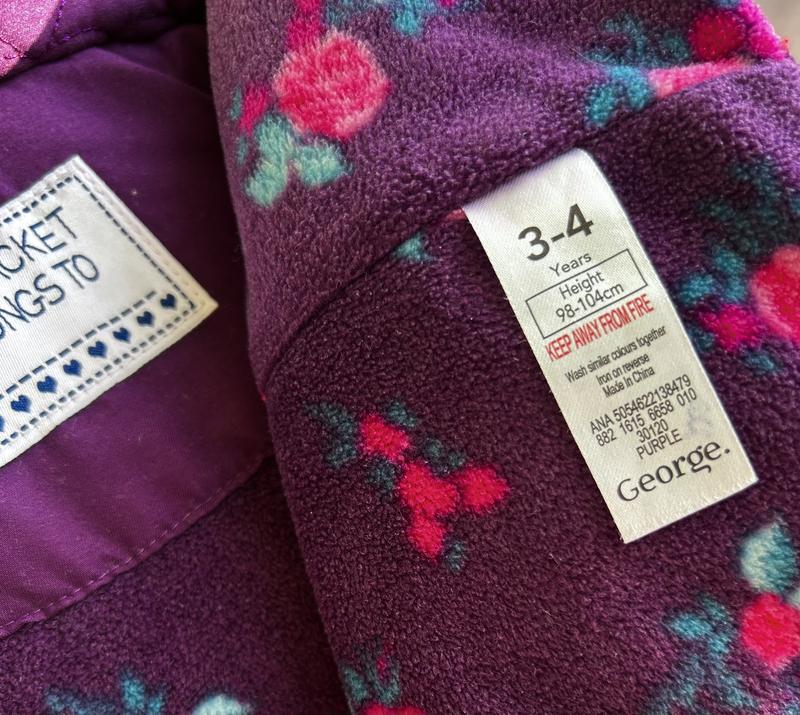 CKET
NGS TO
3-4
Years
Height
98-104cm
KEEP AWAY FROM FIRE
Wash similar colours together
Iron on reverse
Made In China
ANA 5054622138479
882 1615 6658 010
30120
PURPLE
George.